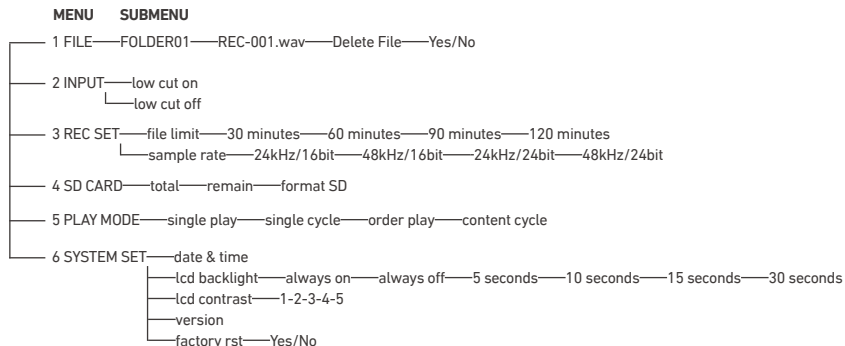 MENU SUBMENU
1 FILE FOLDER01 REC-001.wav Delete File Yes/No
2 INPUT low cut on
low cut off
3 REC SET file limit 30 minutes 60 minutes 90 minutes 120 minutes
sample rate 24kHz/16bit 48kHz/16bit 24kHz/24bit 48kHz/24bit
4 SD CARD total remain format SD
5 PLAY MODE single play single cycle order play content cycle
6 SYSTEM SET date & time
lcd backlight always on always off 5 seconds 10 seconds 15 seconds 30 seconds
lcd contrast 1-2-3-4-5
version
factory rst Yes/No